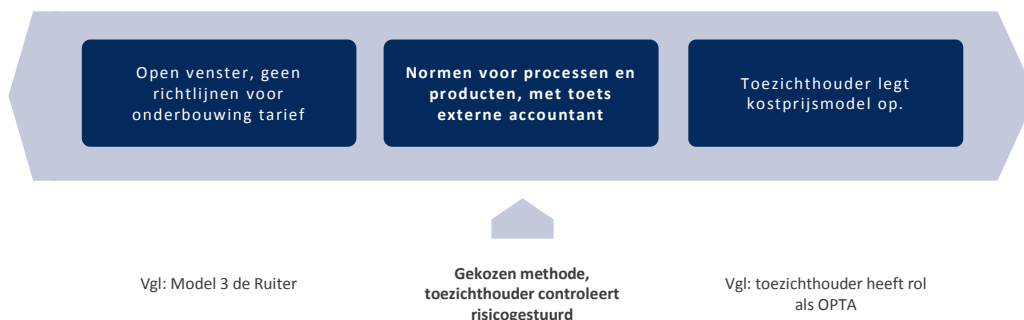 Open venster, geen
richtlijnen voor
onderbouwing tarief
Normen voor processen en
producten, met toets
externe accountant
Toezichthouder legt
kostprijsmodel op.
Vgl: Model 3 de Ruiter
Gekozen methode,
toezichthouder controleert
risicogestuurd
Vgl: toezichthouder heeft rol
als OPTA